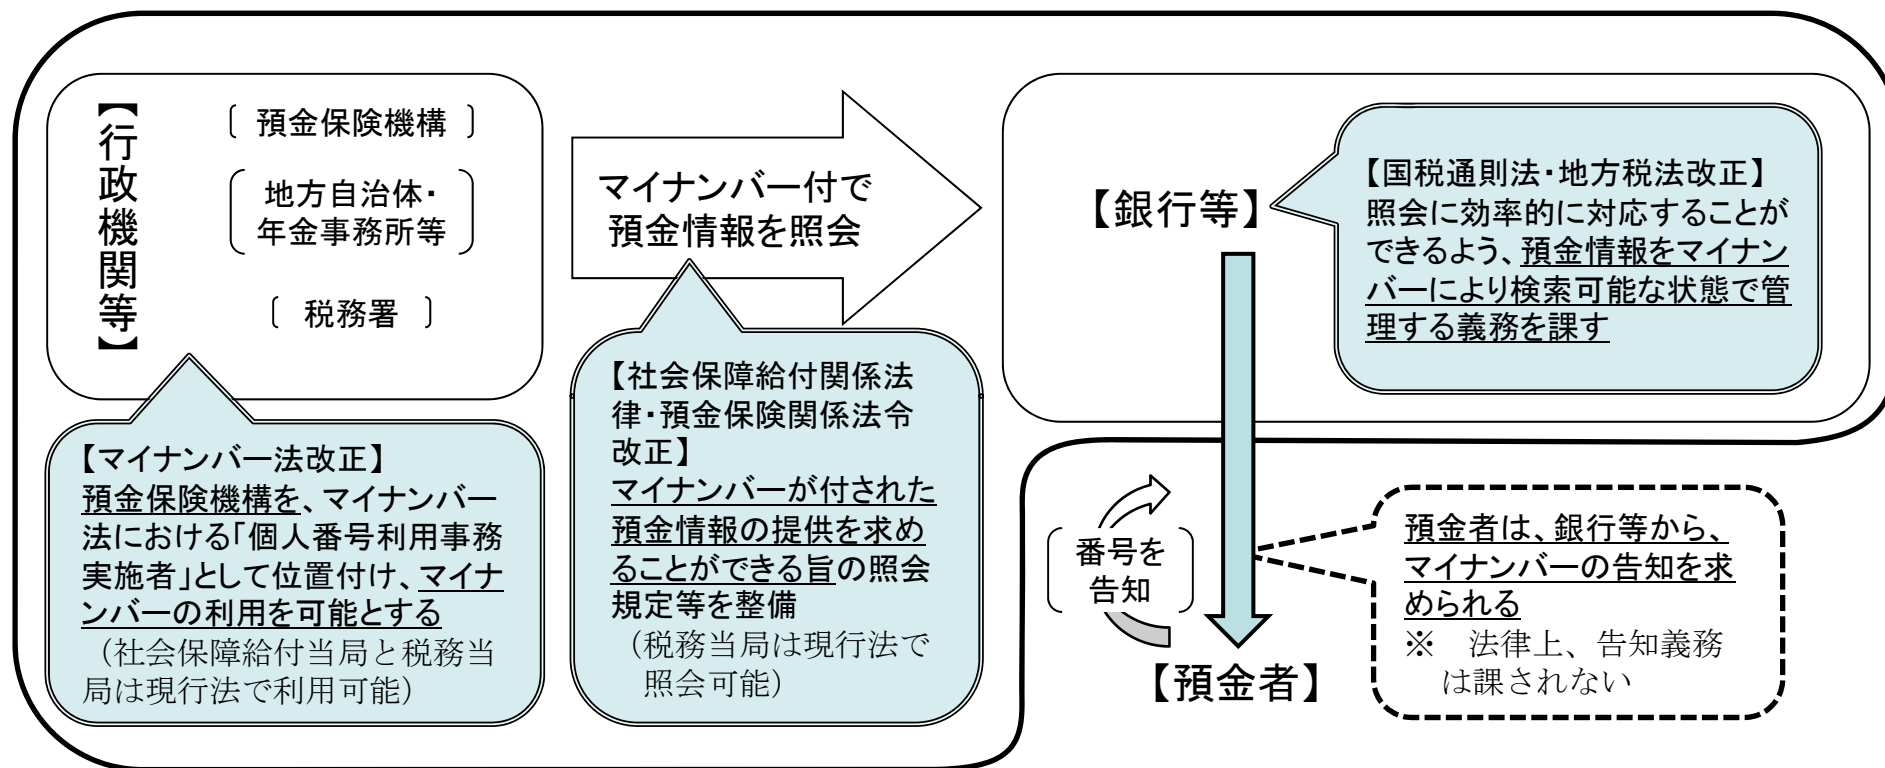 【行政機関等】
預金保険機構
地方自治体・
年金事務所等
税務署
【マイナンバー法改正】
預金保険機構を、マイナンバー
法における「個人番号利用事務
実施者」として位置付け、マイナ
ンバーの利用を可能とする
（社会保障給付当局と税務当
局は現行法で利用可能）
マイナンバー付で
預金情報を照会
【社会保障給付関係法
律・預金保険関係法令
改正】
マイナンバーが付された
預金情報の提供を求め
ることができる旨の照会
規定等を整備
（税務当局は現行法で
照会可能）
【銀行等】
【国税通則法・地方税法改正】
照会に効率的に対応することが
できるよう、預金情報をマイナン
バーにより検索可能な状態で管
理する義務を課す
番号を
告知
【預金者】
預金者は、銀行等から、
マイナンバーの告知を求
められる
※　法律上、告知義務
は課されない